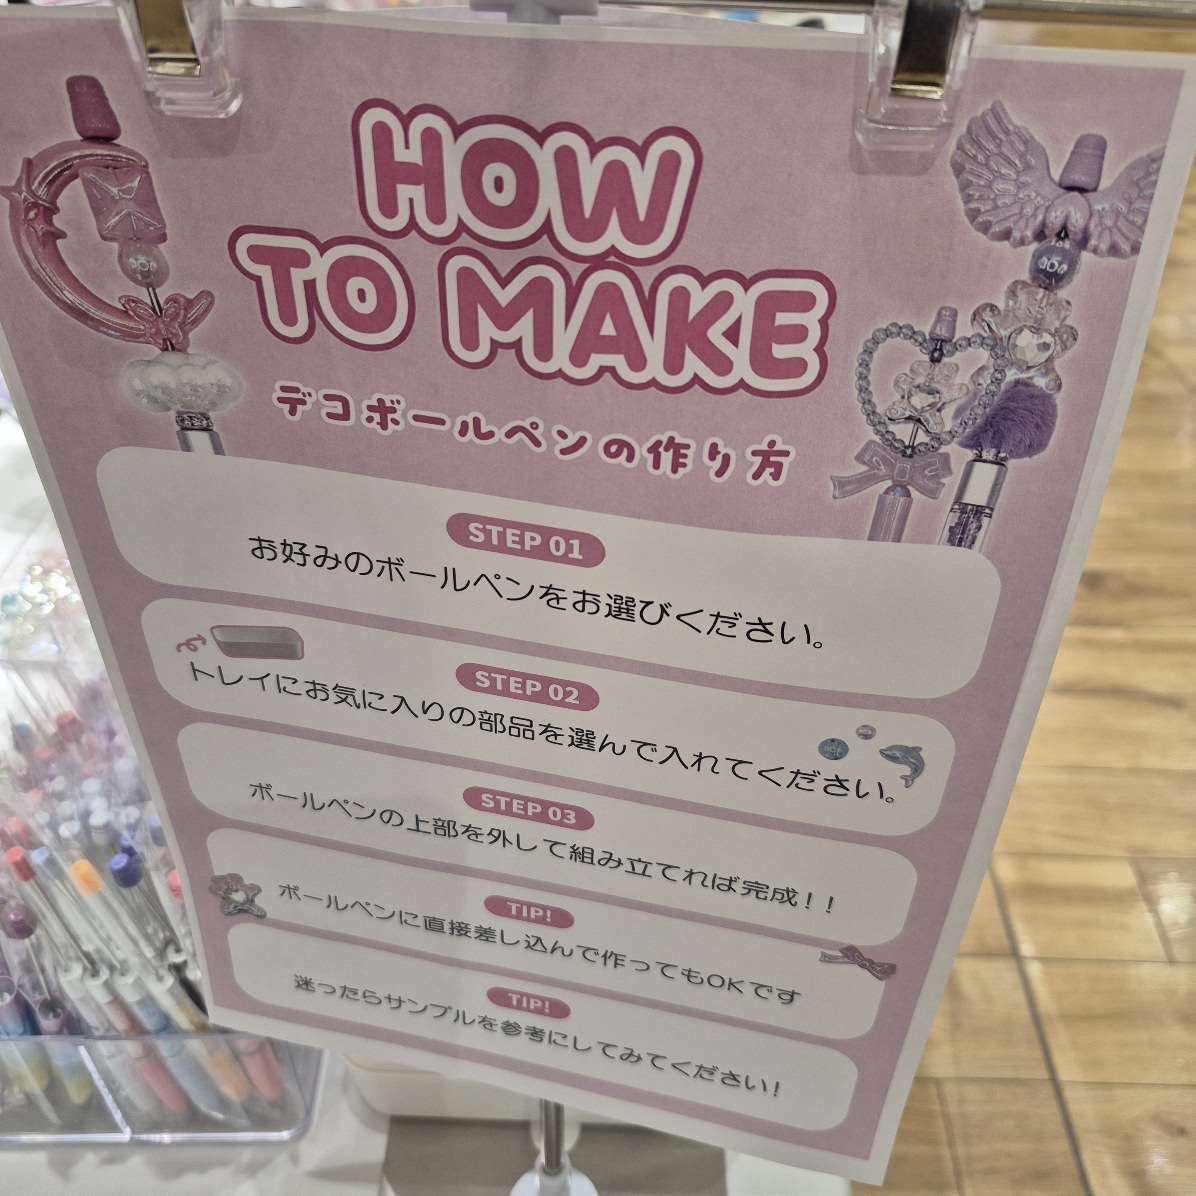 HOW
TO MAKE
デコボールペンの作り方
STEP 01
お好みのボールペンをお選びください。
STEP 02
トレイにお気に入りの部品を選んで入れてください。
STEP 03
ボールペンの上部を外して組み立てれば完成!!
TIP!
ボールペンに直接差し込んで作ってもOKです
TIP!
迷ったらサンプルを参考にしてみてください!